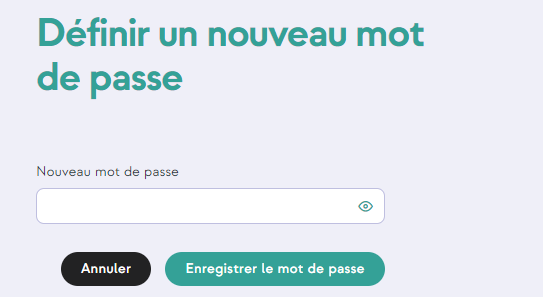 Définir un nouveau mot
de passe
Nouveau mot de passe
Annuler
Enregistrer le mot de passe